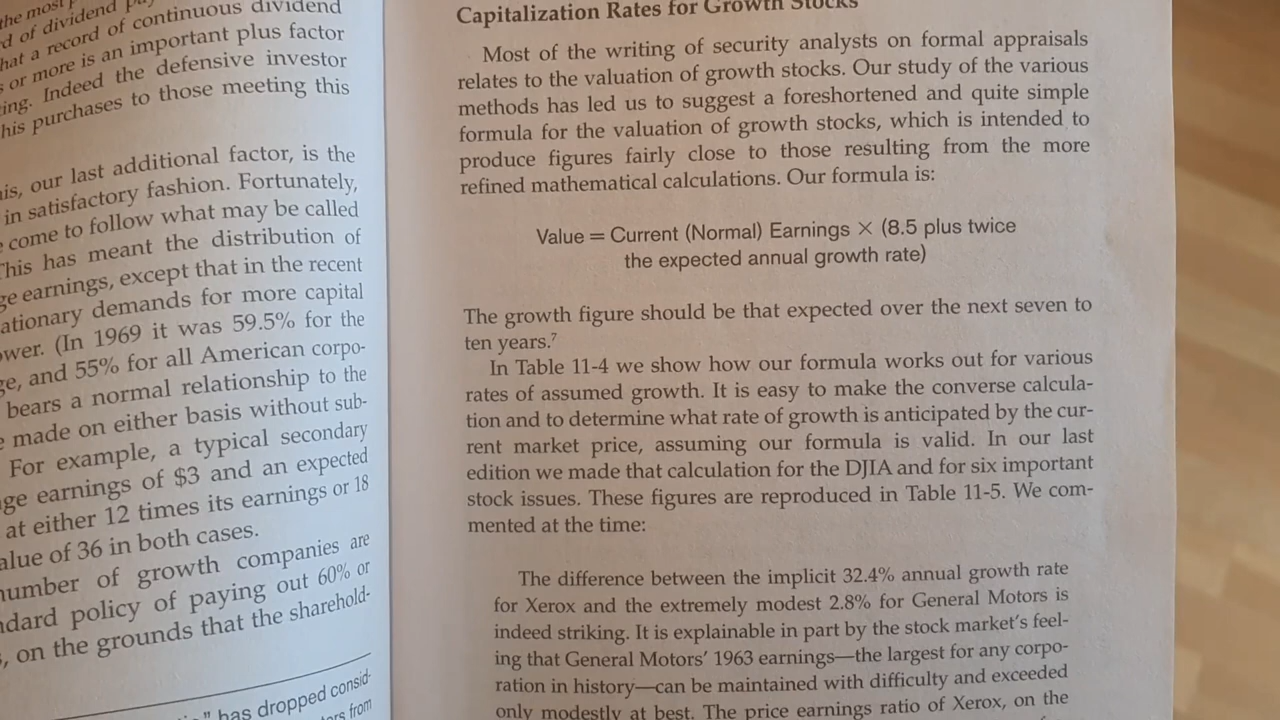 the most
d of dividend
hat a record of continuous dividend
s or more is an important plus factor
ing. Indeed the defensive investor
his purchases to those meeting this
is, our last additional factor, is the
in satisfactory fashion. Fortunately,
come to follow what may be called
This has meant the distribution of
ge earnings, except that in the recent
ationary demands for more capital
ower. (In 1969 it was 59.5% for the
ge, and 55% for all American corpo-
bears a normal relationship to the
e made on either basis without sub-
For example, a typical secondary
ge earnings of $3 and an expected
at either 12 times its earnings or 18
alue of 36 in both cases.
number of growth companies are
ndard policy of paying out 60% or
, on the grounds that the sharehold-
" has dropped consid-
ors from
Capitalization Rates for Growth Stocks
Most of the writing of security analysts on formal appraisals
relates to the valuation of growth stocks. Our study of the various
methods has led us to suggest a foreshortened and quite simple
formula for the valuation of growth stocks, which is intended to
produce figures fairly close to those resulting from the more
refined mathematical calculations. Our formula is:
Value = Current (Normal) Earnings × (8.5 plus twice
the expected annual growth rate)
The growth figure should be that expected over the next seven to
ten years.⁷
In Table 11-4 we show how our formula works out for various
rates of assumed growth. It is easy to make the converse calcula-
tion and to determine what rate of growth is anticipated by the cur-
rent market price, assuming our formula is valid. In our last
edition we made that calculation for the DJIA and for six important
stock issues. These figures are reproduced in Table 11-5. We com-
mented at the time:
The difference between the implicit 32.4% annual growth rate
for Xerox and the extremely modest 2.8% for General Motors is
indeed striking. It is explainable in part by the stock market's feel-
ing that General Motors' 1963 earnings—the largest for any corpo-
ration in history—can be maintained with difficulty and exceeded
only modestly at best. The price earnings ratio of Xerox, on the